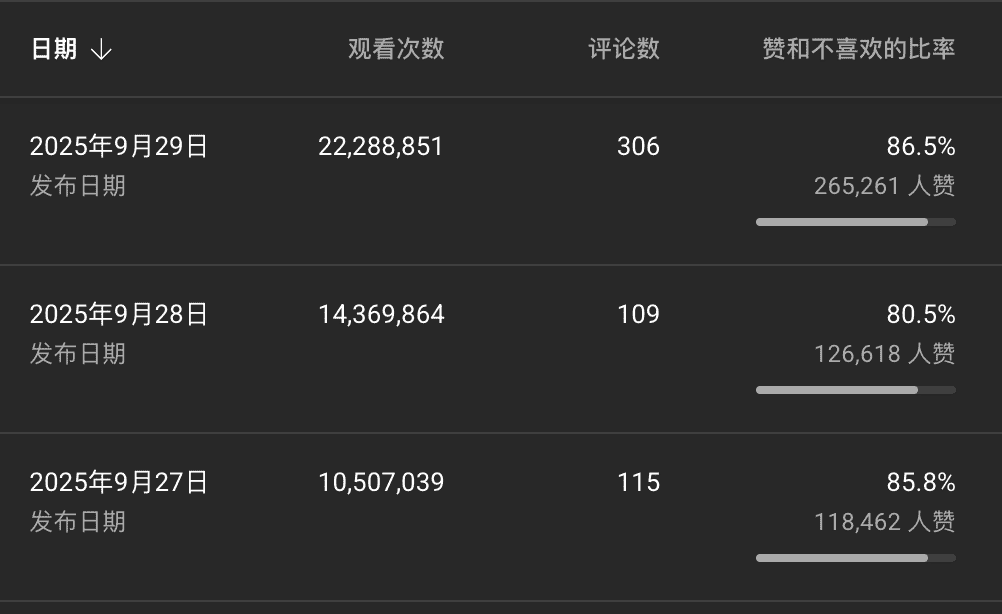 日期 ↓ 观看次数 评论数 赞和不喜欢的比率
2025年9月29日 22,288,851 306 86.5%
发布日期 265,261 人赞
2025年9月28日 14,369,864 109 80.5%
发布日期 126,618 人赞
2025年9月27日 10,507,039 115 85.8%
发布日期 118,462 人赞